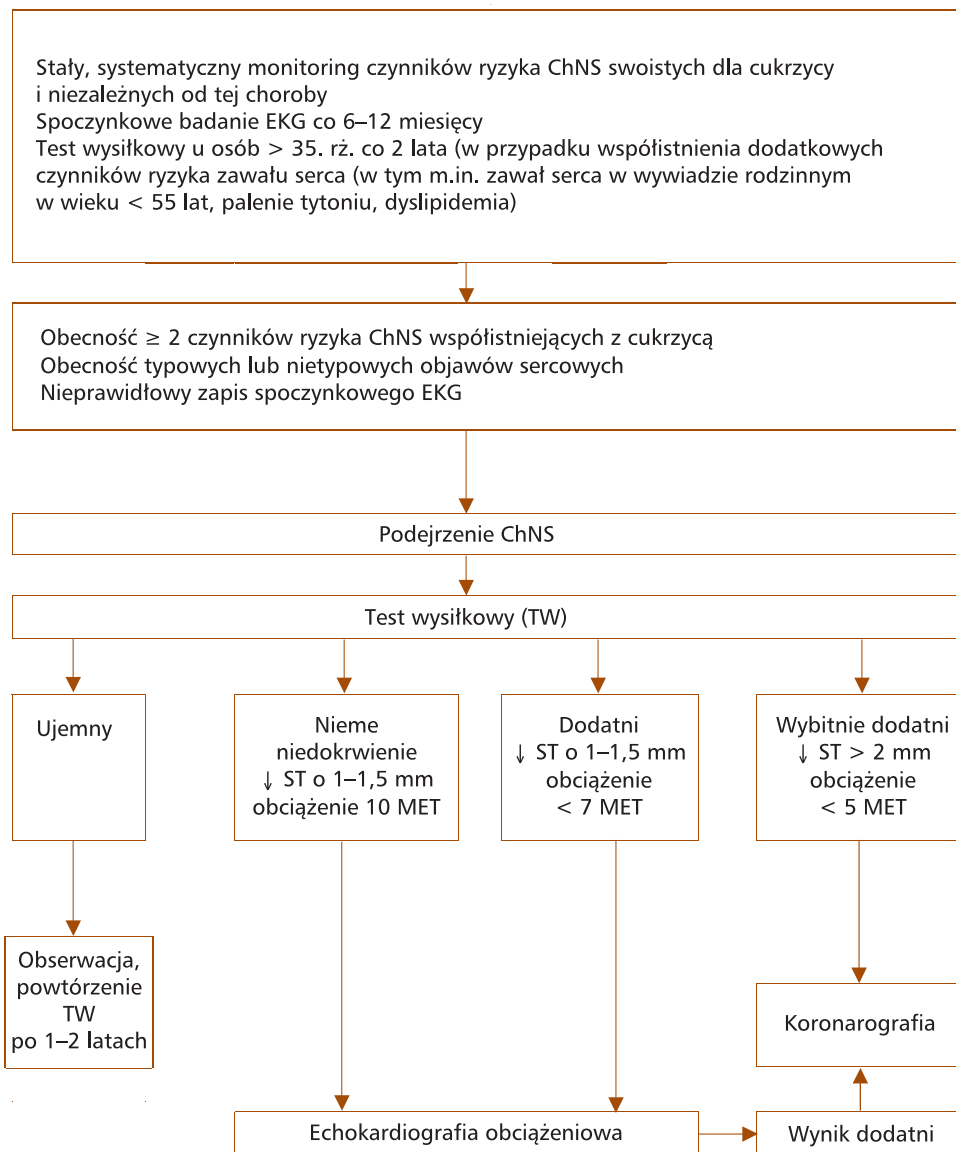 Stały, systematyczny monitoring czynników ryzyka ChNS swoistych dla cukrzycy
i niezależnych od tej choroby
Spoczynkowe badanie EKG co 6–12 miesięcy
Test wysiłkowy u osób > 35. rż. co 2 lata (w przypadku współistnienia dodatkowych
czynników ryzyka zawału serca (w tym m.in. zawał serca w wywiadzie rodzinnym
w wieku < 55 lat, palenie tytoniu, dyslipidemia)
Obecność ≥ 2 czynników ryzyka ChNS współistniejących z cukrzycą
Obecność typowych lub nietypowych objawów sercowych
Nieprawidłowy zapis spoczynkowego EKG
Podejrzenie ChNS
Test wysiłkowy (TW)
Ujemny
Nieme
niedokrwienie
↓ ST o 1–1,5 mm
obciążenie 10 MET
Dodatni
↓ ST o 1–1,5 mm
obciążenie
< 7 MET
Wybitnie dodatni
↓ ST > 2 mm
obciążenie
< 5 MET
Obserwacja,
powtórzenie
TW
po 1–2 latach
Koronarografia
Echokardiografia obciążeniowa
Wynik dodatni